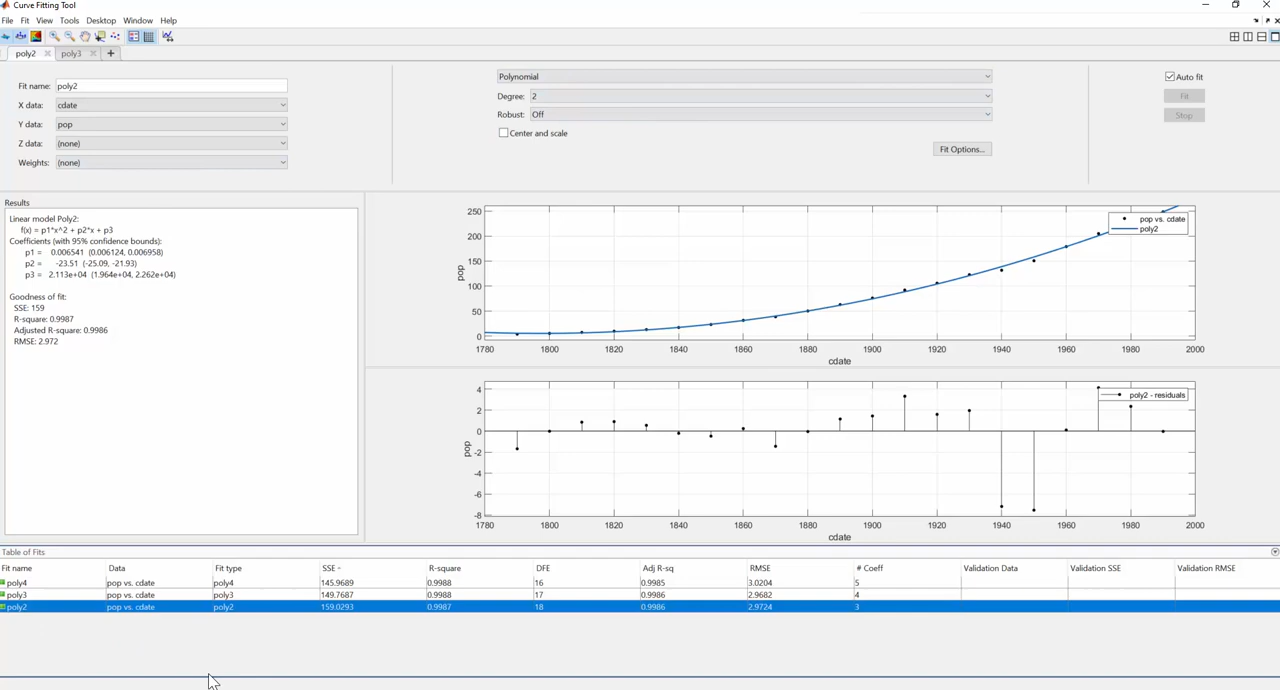 Curve Fitting Tool
File Fit View Tools Desktop Window Help
poly2 poly3
Fit name: poly2
X data: cdate
Y data: pop
Z data: (none)
Weights: (none)
Polynomial
Degree: 2
Robust: Off
Center and scale
Fit Options...
Auto fit
Fit
Stop
Results
Linear model Poly2:
f(x) = p1*x^2 + p2*x + p3
Coefficients (with 95% confidence bounds):
p1 = 0.006541 (0.006124, 0.006958)
p2 = -23.51 (-25.09, -21.93)
p3 = 2.113e+04 (1.964e+04, 2.262e+04)
Goodness of fit:
SSE: 159
R-square: 0.9987
Adjusted R-square: 0.9986
RMSE: 2.972
250
200
150
100
50
0
pop
1780 1800 1820 1840 1860 1880 1900 1920 1940 1960 1980 2000
cdate
pop vs. cdate
poly2
4
2
0
-2
-4
-6
-8
pop
1780 1800 1820 1840 1860 1880 1900 1920 1940 1960 1980 2000
cdate
poly2 - residuals
Table of Fits
Fit name Data Fit type SSE R-square DFE Adj R-sq RMSE # Coeff Validation Data Validation SSE Validation RMSE
poly4 pop vs. cdate poly4 145.9689 0.9988 16 0.9985 3.0204 5
poly3 pop vs. cdate poly3 149.7687 0.9988 17 0.9986 2.9682 4
poly2 pop vs. cdate poly2 159.0293 0.9987 18 0.9986 2.9724 3